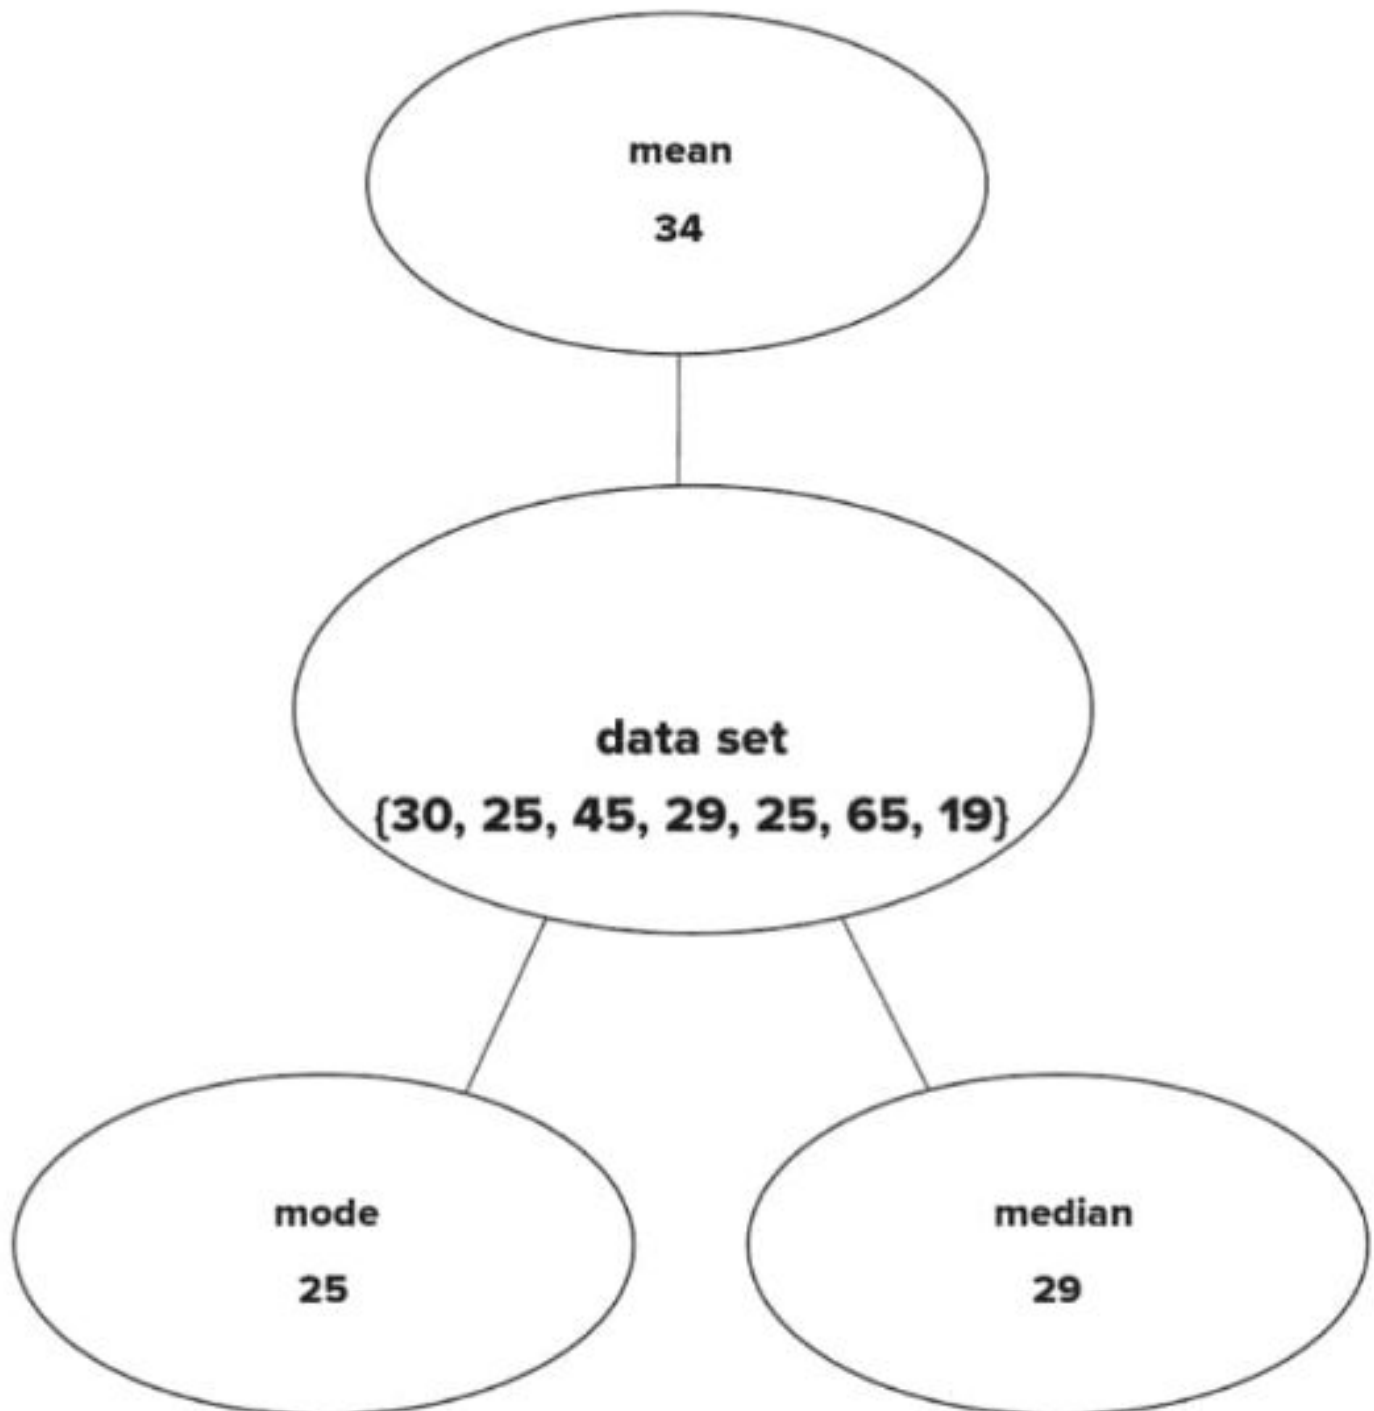 mean
34
data set
{30, 25, 45, 29, 25, 65, 19}
mode
25
median
29